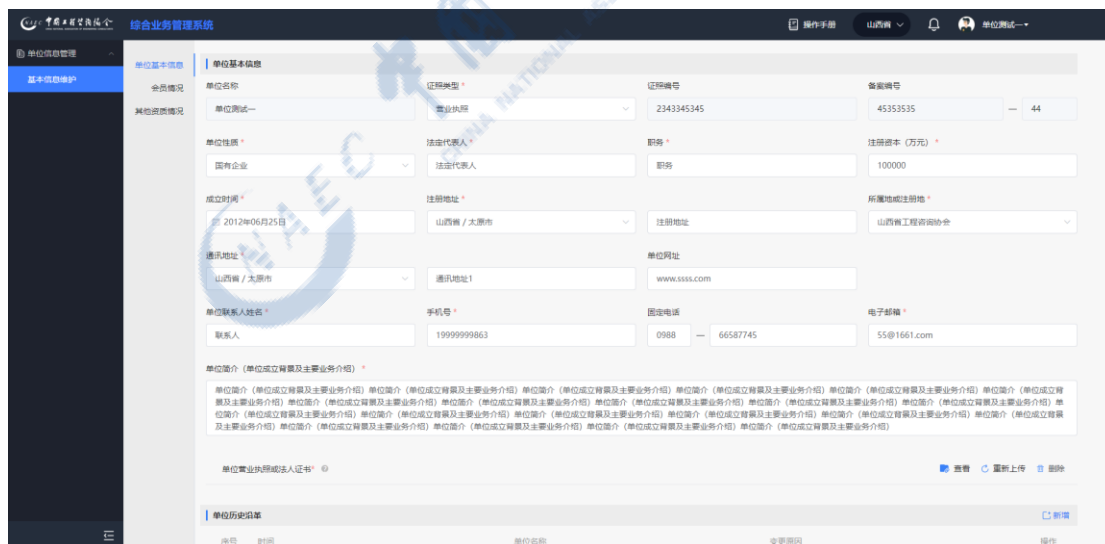 CNAEC 中国工程咨询协会 综合业务管理系统 操作手册 山西省 单位测试一
单位信息管理
基本信息维护
单位基本信息
会员情况
其他资质情况
单位基本信息
单位名称 证照类型 * 证照编号 备案编号
单位测试一 营业执照 2343345345 45353535 — 44
单位性质 * 法定代表人 * 职务 * 注册资本（万元） *
国有企业 法定代表人 职务 100000
成立时间 * 注册地址 * 所属地或注册地 *
2012年06月25日 山西省 / 太原市 注册地址 山西省工程咨询协会
通讯地址 * 单位网址
山西省 / 太原市 通讯地址1 www.ssss.com
单位联系人姓名 * 手机号 * 固定电话 电子邮箱 *
联系人 19999999863 0988 — 66587745 55@1661.com
单位简介（单位成立背景及主要业务介绍） *
单位简介（单位成立背景及主要业务介绍）单位简介（单位成立背景及主要业务介绍）单位简介（单位成立背景及主要业务介绍）单位简介（单位成立背景及主要业务介绍）单位简介（单位成立背景及主要业务介绍）单位简介（单位成立背
景及主要业务介绍）单位简介（单位成立背景及主要业务介绍）单位简介（单位成立背景及主要业务介绍）单位简介（单位成立背景及主要业务介绍）单位简介（单位成立背景及主要业务介绍）单位简介（单位成立背景及主要业务介绍）单
位简介（单位成立背景及主要业务介绍）单位简介（单位成立背景及主要业务介绍）单位简介（单位成立背景及主要业务介绍）单位简介（单位成立背景及主要业务介绍）单位简介（单位成立背景及主要业务介绍）单位简介（单位成立背景
及主要业务介绍）单位简介（单位成立背景及主要业务介绍）单位简介（单位成立背景及主要业务介绍）单位简介（单位成立背景及主要业务介绍）
单位营业执照或法人证书* 查看 重新上传 删除
单位历史沿革 新增
序号 时间 单位名称 变更原因 操作
CNAEC
CHINA NATIONAL